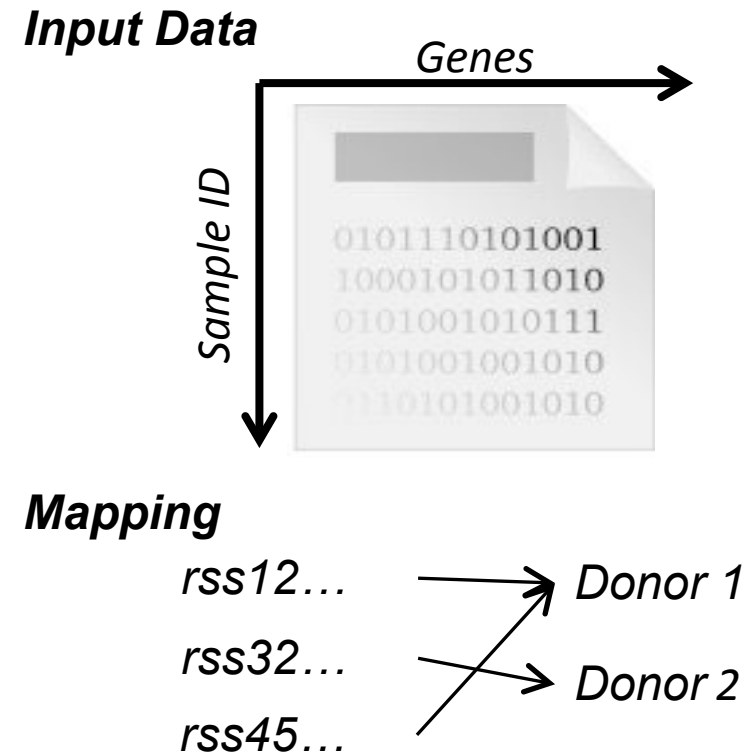 Input Data
Genes
Sample ID
0101110101001
1000101011010
0101001010111
0101001001010
0110101001010
Mapping
rss12… Donor 1
rss32… Donor 2
rss45…